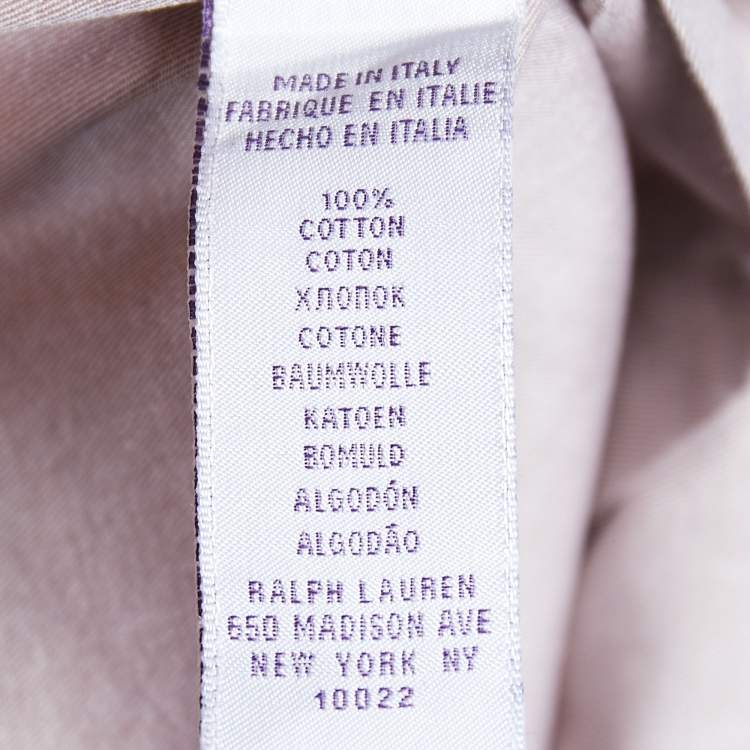 MADE IN ITALY
FABRIQUE EN ITALIE
HECHO EN ITALIA
100%
COTTON
COTON
ХЛОПОК
COTONE
BAUMWOLLE
KATOEN
BOMULD
ALGODÓN
ALGODÃO
RALPH LAUREN
650 MADISON AVE
NEW YORK NY
10022